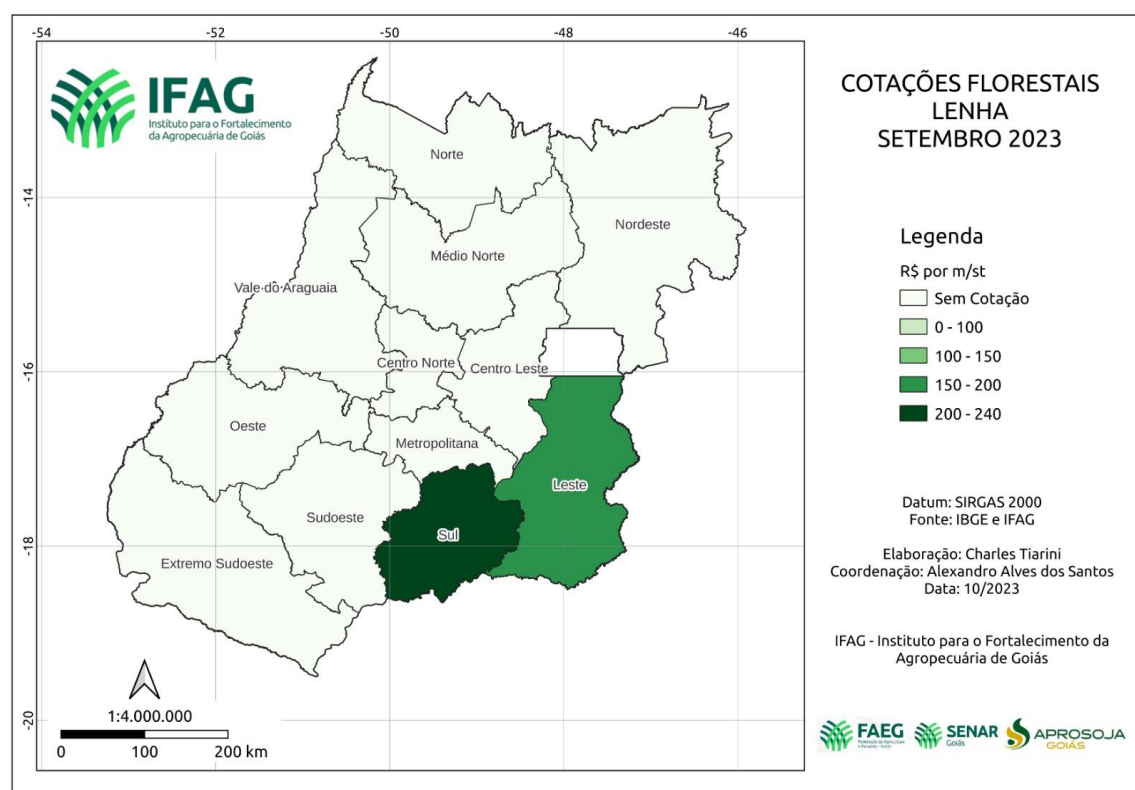 -54
-52
-50
-48
-46
-14
-16
-18
-20
IFAG
Instituto para o Fortalecimento
da Agropecuária de Goiás
Norte
Nordeste
Médio Norte
Vale do Araguaia
Centro Norte
Centro Leste
Oeste
Metropolitana
Leste
Sudoeste
Sul
Extremo Sudoeste
1:4.000.000
0 100 200 km
COTAÇÕES FLORESTAIS
LENHA
SETEMBRO 2023
Legenda
R$ por m/st
Sem Cotação
0 - 100
100 - 150
150 - 200
200 - 240
Datum: SIRGAS 2000
Fonte: IBGE e IFAG
Elaboração: Charles Tiarini
Coordenação: Alexandro Alves dos Santos
Data: 10/2023
IFAG - Instituto para o Fortalecimento da
Agropecuária de Goiás
FAEG
SENAR
Goiás
APROSOJA
GOIÁS